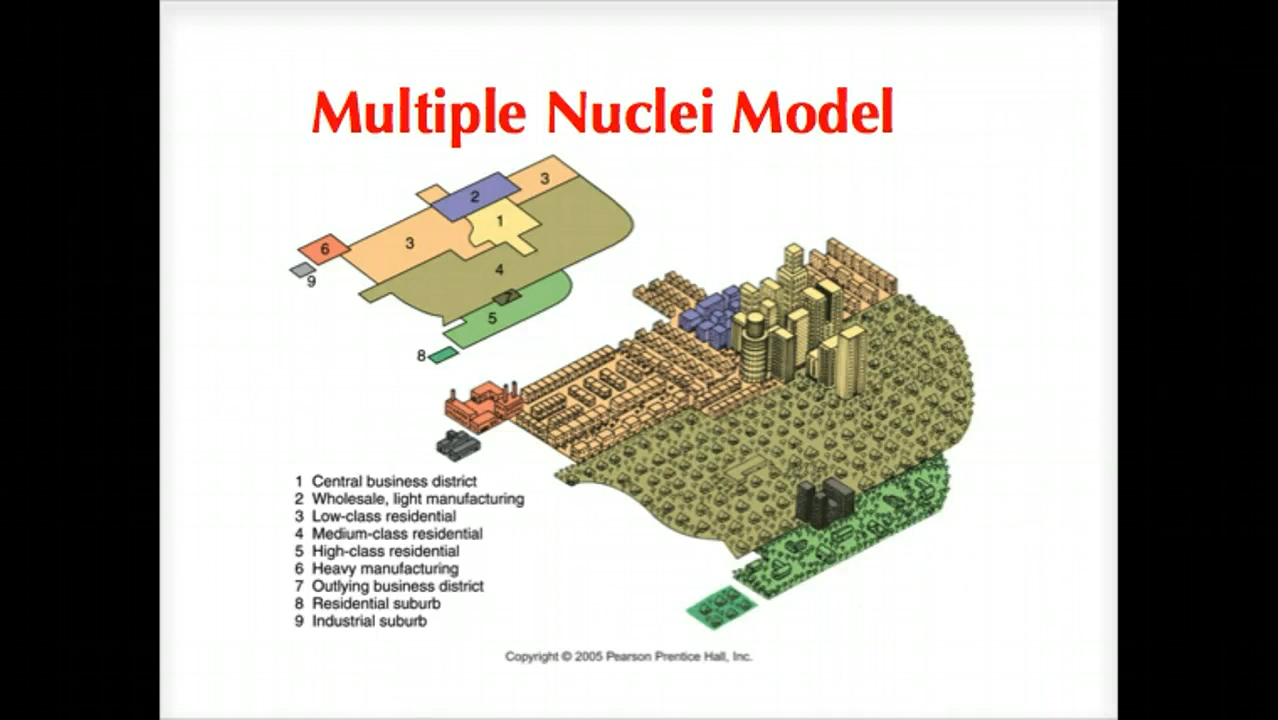 Multiple Nuclei Model
3
2
1
6
3
9
4
7
5
8
1 Central business district
2 Wholesale, light manufacturing
3 Low-class residential
4 Medium-class residential
5 High-class residential
6 Heavy manufacturing
7 Outlying business district
8 Residential suburb
9 Industrial suburb
Copyright © 2005 Pearson Prentice Hall, Inc.